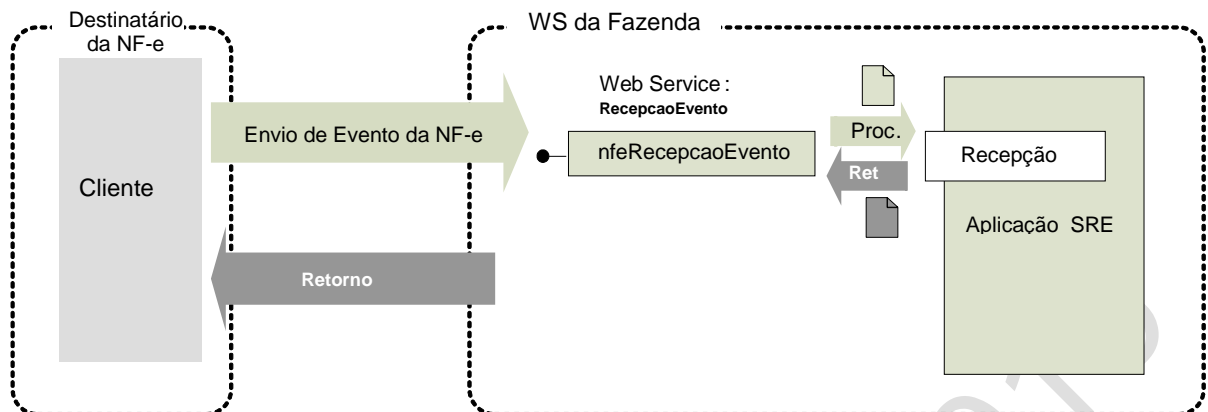 Destinatário
da NF-e
WS da Fazenda
Web Service :
RecepcaoEvento
Envio de Evento da NF-e
nfeRecepcaoEvento
Proc.
Ret
Recepção
Cliente
Aplicação SRE
Retorno